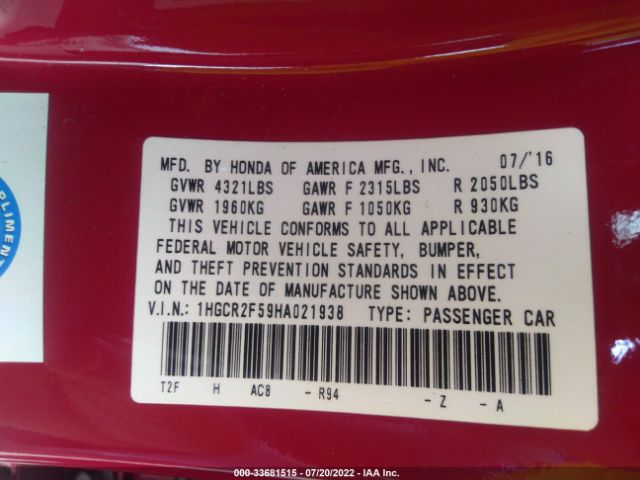 MFD. BY HONDA OF AMERICA MFG., INC. 07/'16
GVWR 4321LBS GAWR F 2315LBS R 2050LBS
GVWR 1960KG GAWR F 1050KG R 930KG
THIS VEHICLE CONFORMS TO ALL APPLICABLE
FEDERAL MOTOR VEHICLE SAFETY, BUMPER,
AND THEFT PREVENTION STANDARDS IN EFFECT
ON THE DATE OF MANUFACTURE SHOWN ABOVE.
V.I.N.: 1HGCR2F59HA021938 TYPE: PASSENGER CAR
T2F H AC8 - R94 - Z - A
PLIMENT
000-33681515 - 07/20/2022 - IAA Inc.